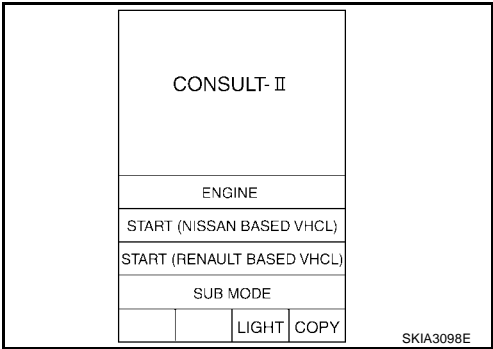 CONSULT-Ⅱ
ENGINE
START (NISSAN BASED VHCL)
START (RENAULT BASED VHCL)
SUB MODE
LIGHT COPY
SKIA3098E